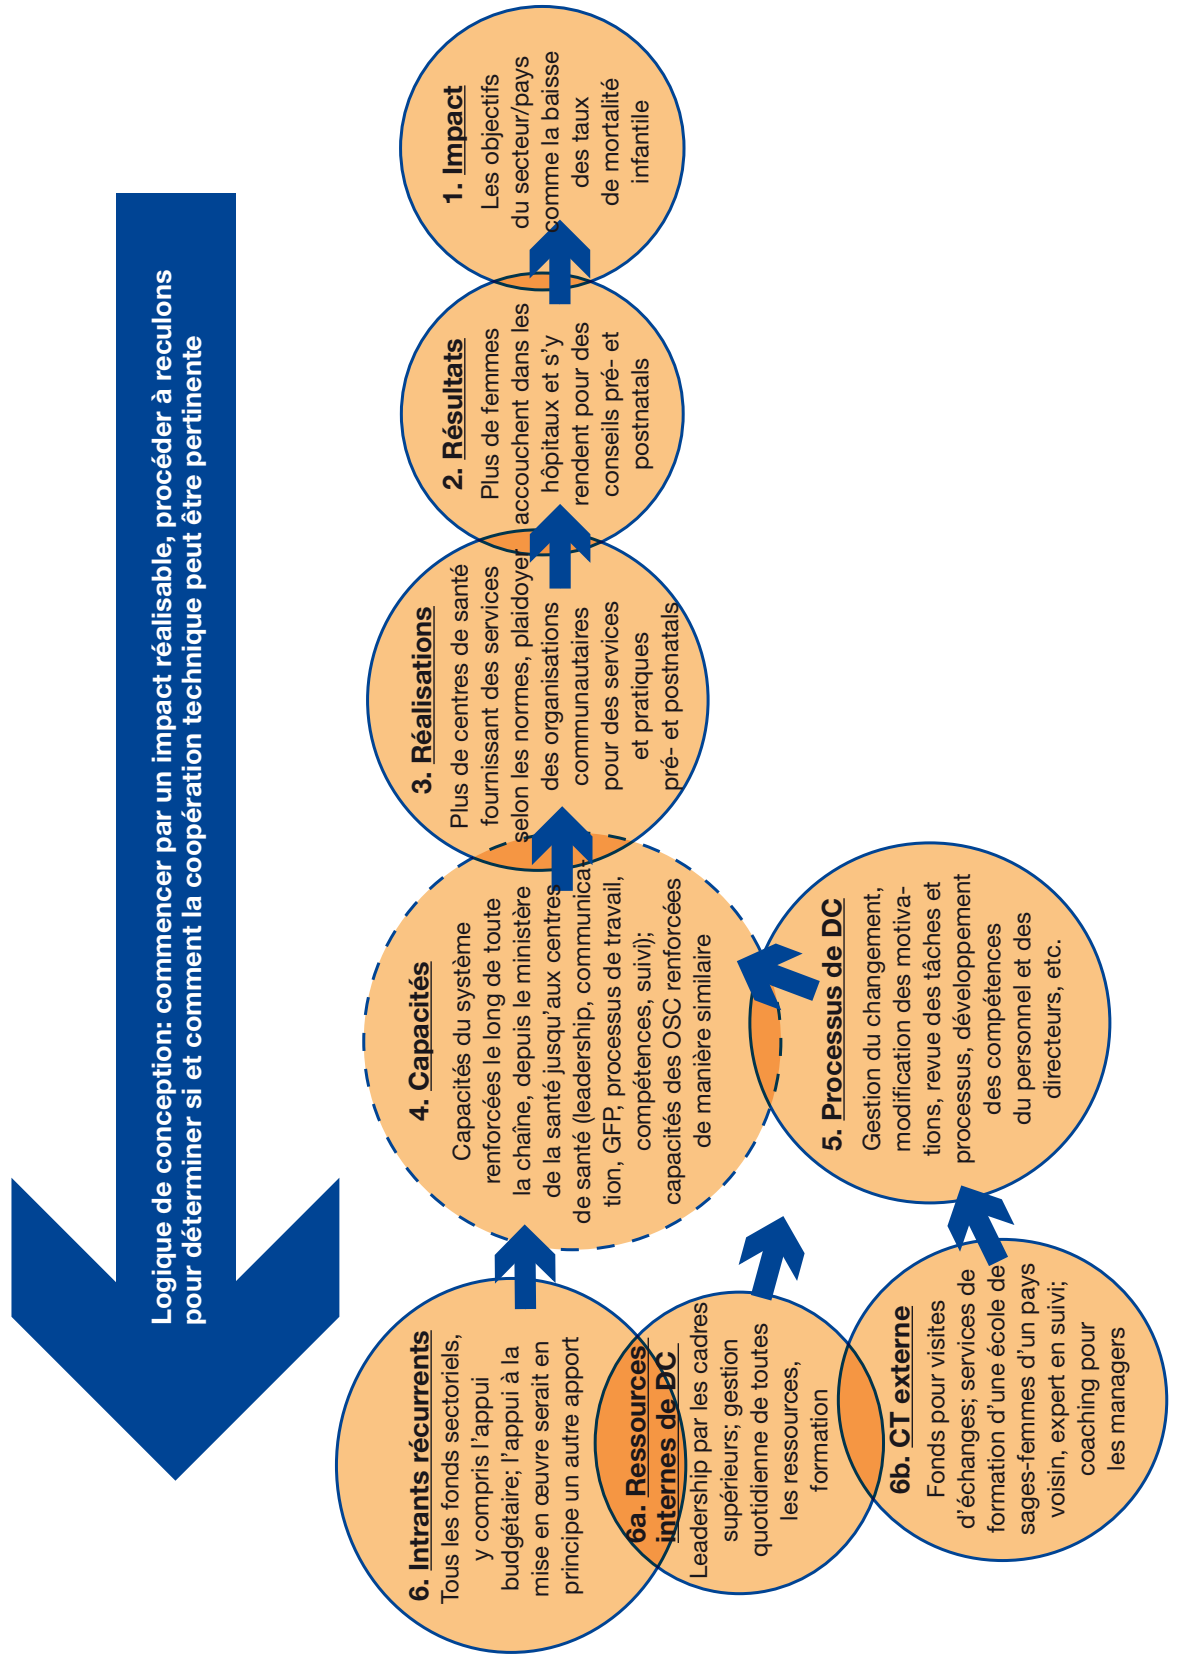 Logique de conception: commencer par un impact réalisable, procéder à reculons
pour déterminer si et comment la coopération technique peut être pertinente
6. Intrants récurrents
Tous les fonds sectoriels,
y compris l'appui
budgétaire; l'appui à la
mise en œuvre serait en
principe un autre apport
6a. Ressources
internes de DC
Leadership par les cadres
supérieurs; gestion
quotidienne de toutes
les ressources,
formation
6b. CT externe
Fonds pour visites
d'échanges; services de
formation d'une école de
sages-femmes d'un pays
voisin, expert en suivi;
coaching pour
les managers
4. Capacités
Capacités du système
renforcées le long de toute
la chaîne, depuis le ministère
de la santé jusqu'aux centres
de santé (leadership, communica-
tion, GFP, processus de travail,
compétences, suivi);
capacités des OSC renforcées
de manière similaire
5. Processus de DC
Gestion du changement,
modification des motiva-
tions, revue des tâches et
processus, développement
des compétences
du personnel et des
directeurs, etc.
3. Réalisations
Plus de centres de santé
fournissant des services
selon les normes, plaidoyer
des organisations
communautaires
pour des services
et pratiques
pré- et postnatals
2. Résultats
Plus de femmes
accouchent dans les
hôpitaux et s'y
rendent pour des
conseils pré- et
postnatals
1. Impact
Les objectifs
du secteur/pays
comme la baisse
des taux
de mortalité
infantile